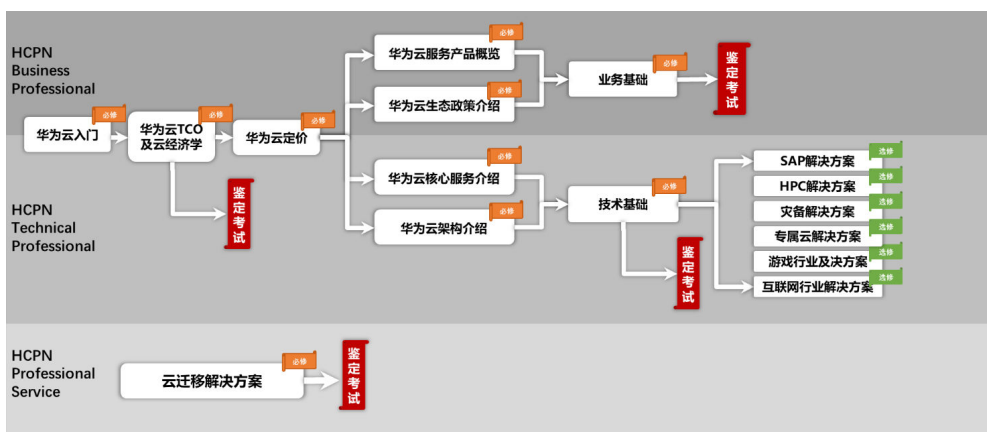 HCPN
Business
Professional
必修
华为云服务产品概览
必修
华为云生态政策介绍
必修
业务基础
鉴定考试
必修
华为云入门
必修
华为云TCO
及云经济学
必修
华为云定价
鉴定考试
HCPN
Technical
Professional
必修
华为云核心服务介绍
必修
华为云架构介绍
必修
技术基础
鉴定考试
选修
SAP解决方案
选修
HPC解决方案
选修
灾备解决方案
选修
专属云解决方案
选修
游戏行业及决方案
选修
互联网行业解决方案
HCPN
Professional
Service
必修
云迁移解决方案
鉴定考试